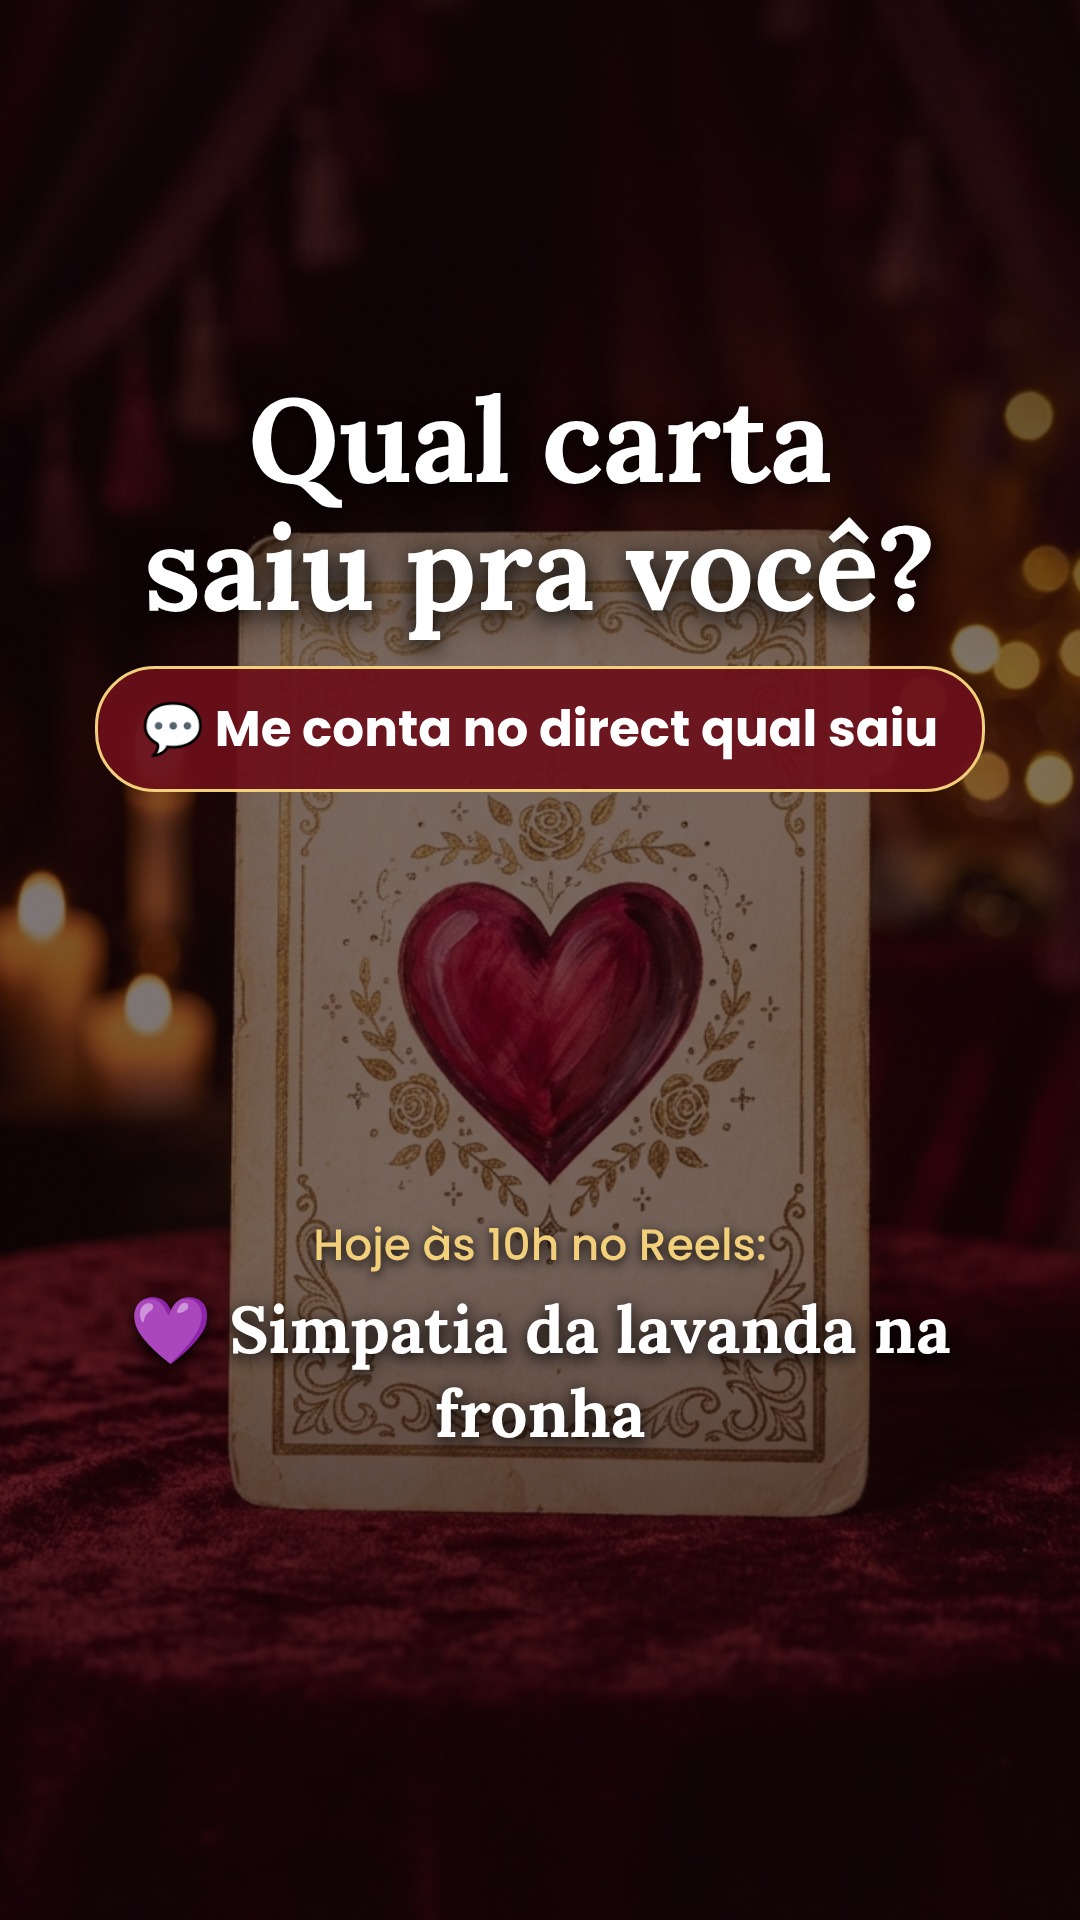 Qual carta
saiu pra você?
💬 Me conta no direct qual saiu
Hoje às 10h no Reels:
💜 Simpatia da lavanda na
fronha